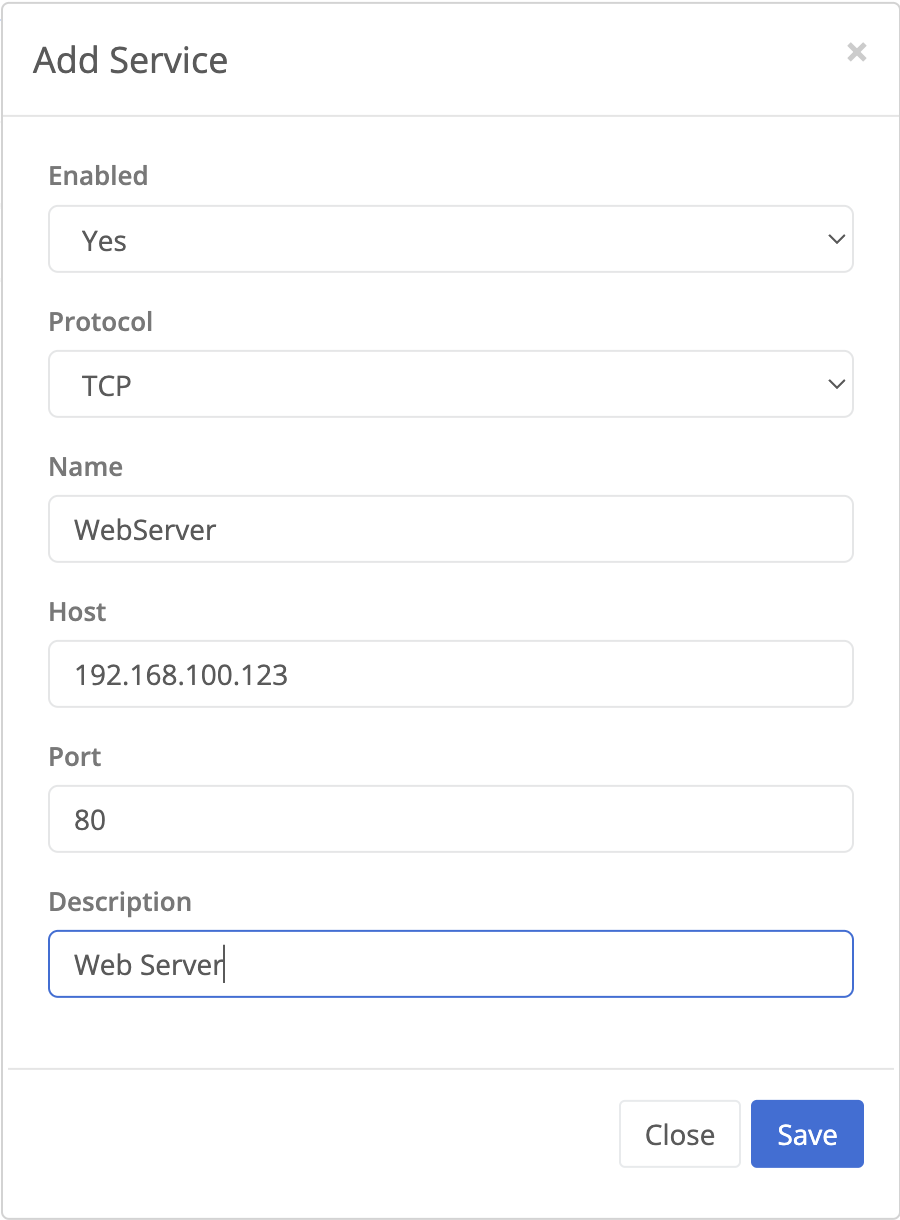 Add Service
×
Enabled
Yes
Protocol
TCP
Name
WebServer
Host
192.168.100.123
Port
80
Description
Web Server
Close
Save